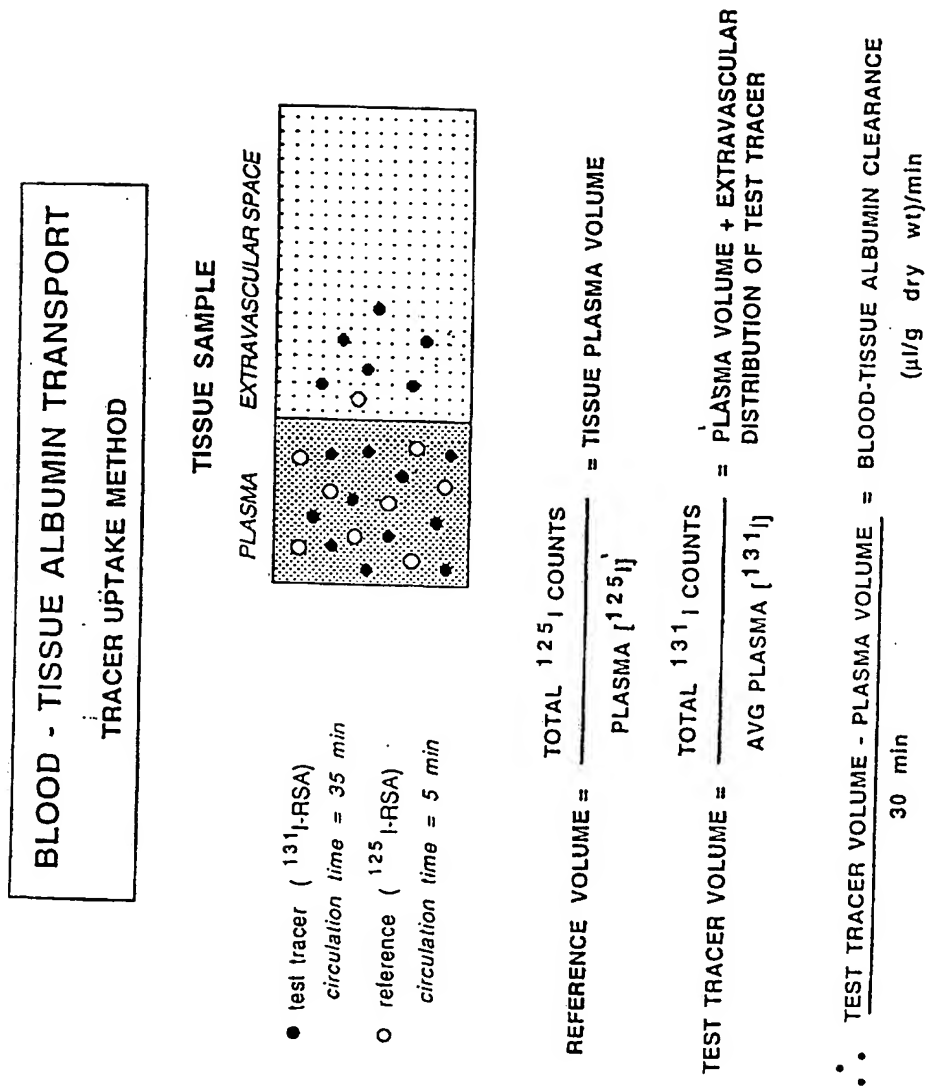 BLOOD - TISSUE ALBUMIN TRANSPORT
TRACER UPTAKE METHOD
TISSUE SAMPLE
PLASMA EXTRAVASCULAR SPACE
● test tracer ( ¹³¹I-RSA)
circulation time = 35 min
○ reference ( ¹²⁵I-RSA)
circulation time = 5 min
REFERENCE VOLUME = TOTAL ¹²⁵I COUNTS = TISSUE PLASMA VOLUME
PLASMA [¹²⁵I]
TEST TRACER VOLUME = TOTAL ¹³¹I COUNTS = PLASMA VOLUME + EXTRAVASCULAR
AVG PLASMA [¹³¹I] DISTRIBUTION OF TEST TRACER
∴ TEST TRACER VOLUME - PLASMA VOLUME = BLOOD-TISSUE ALBUMIN CLEARANCE
30 min (µl/g dry wt)/min